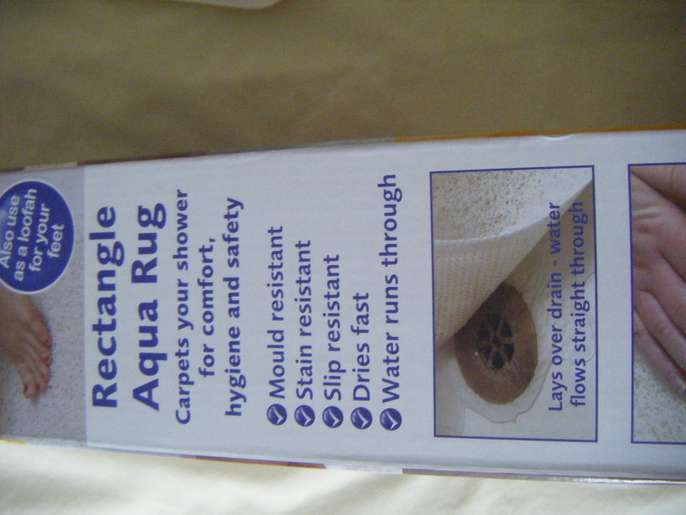 Also use
as a loofah
for your
feet
Rectangle
Aqua Rug
Carpets your shower
for comfort,
hygiene and safety
Mould resistant
Stain resistant
Slip resistant
Dries fast
Water runs through
Lays over drain - water
flows straight through